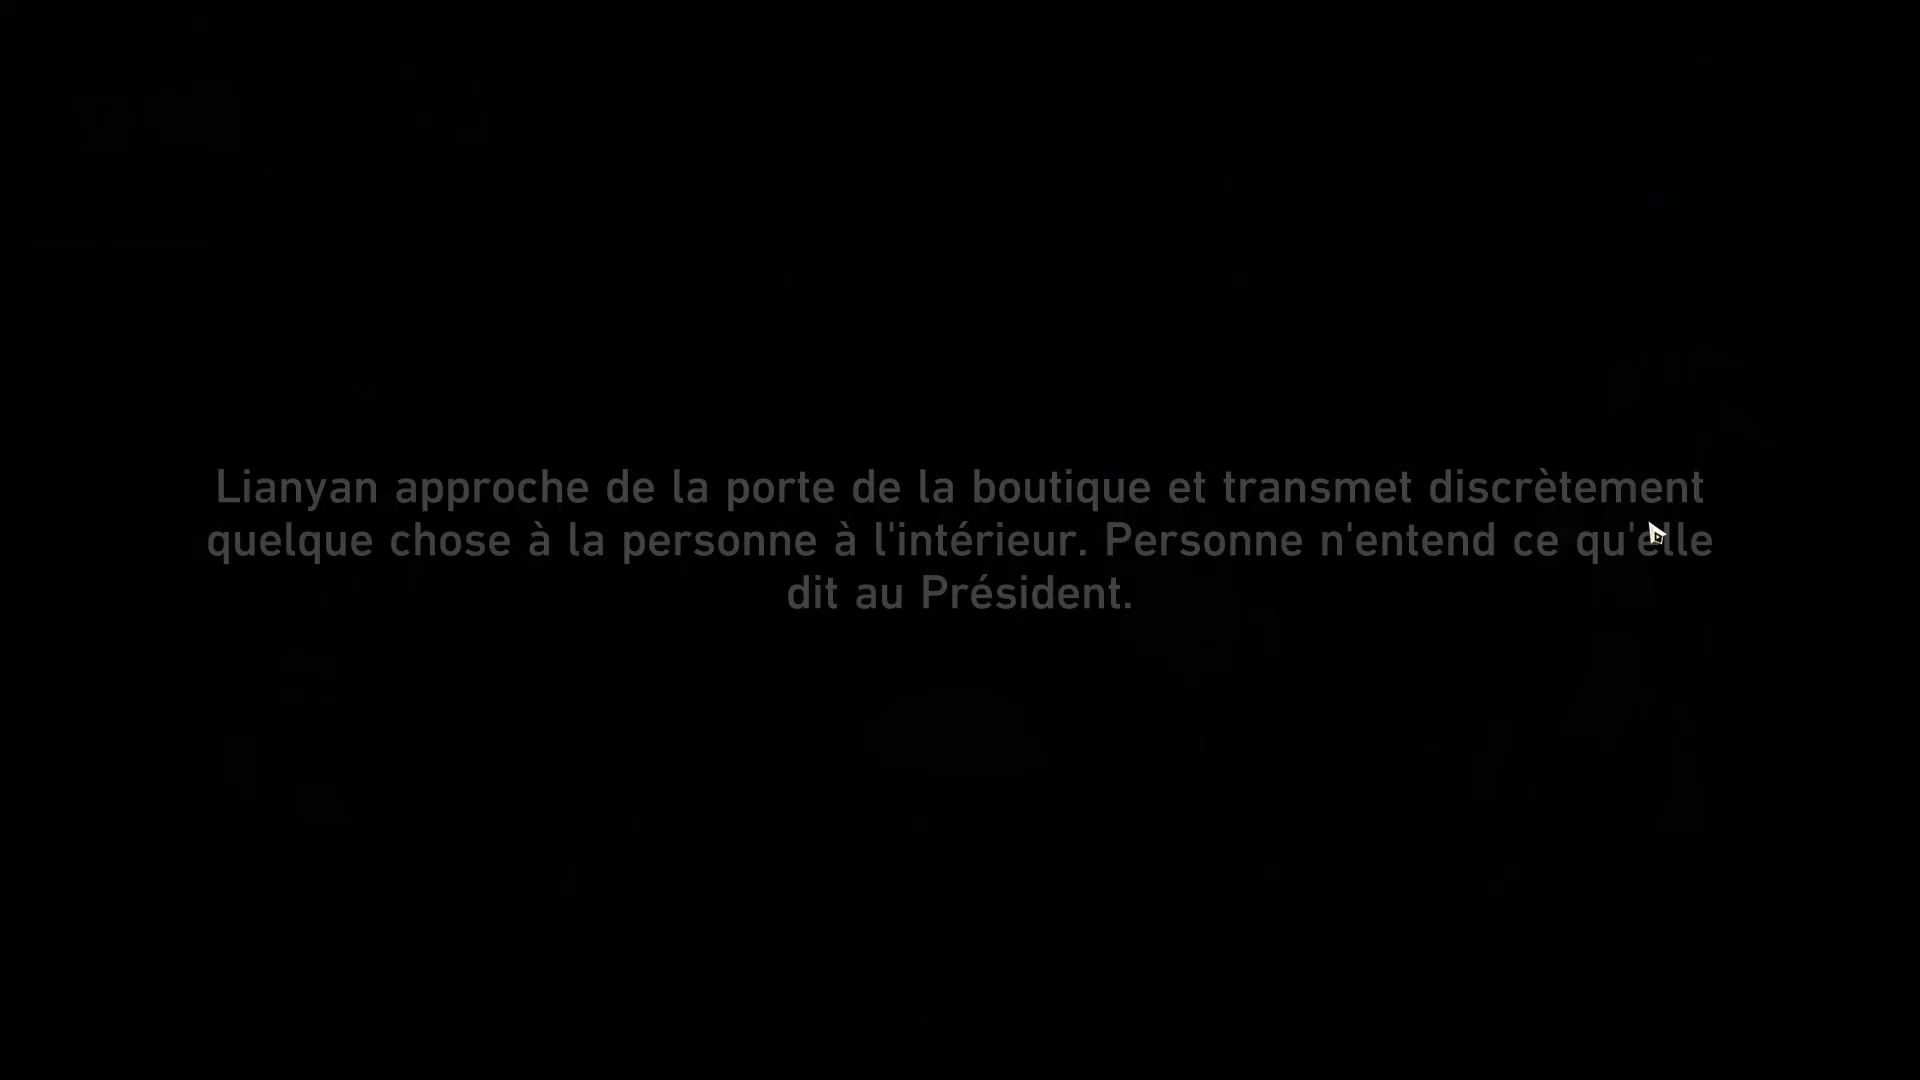 Lianyan approche de la porte de la boutique et transmet discrètement
quelque chose à la personne à l'intérieur. Personne n'entend ce qu'elle
dit au Président.